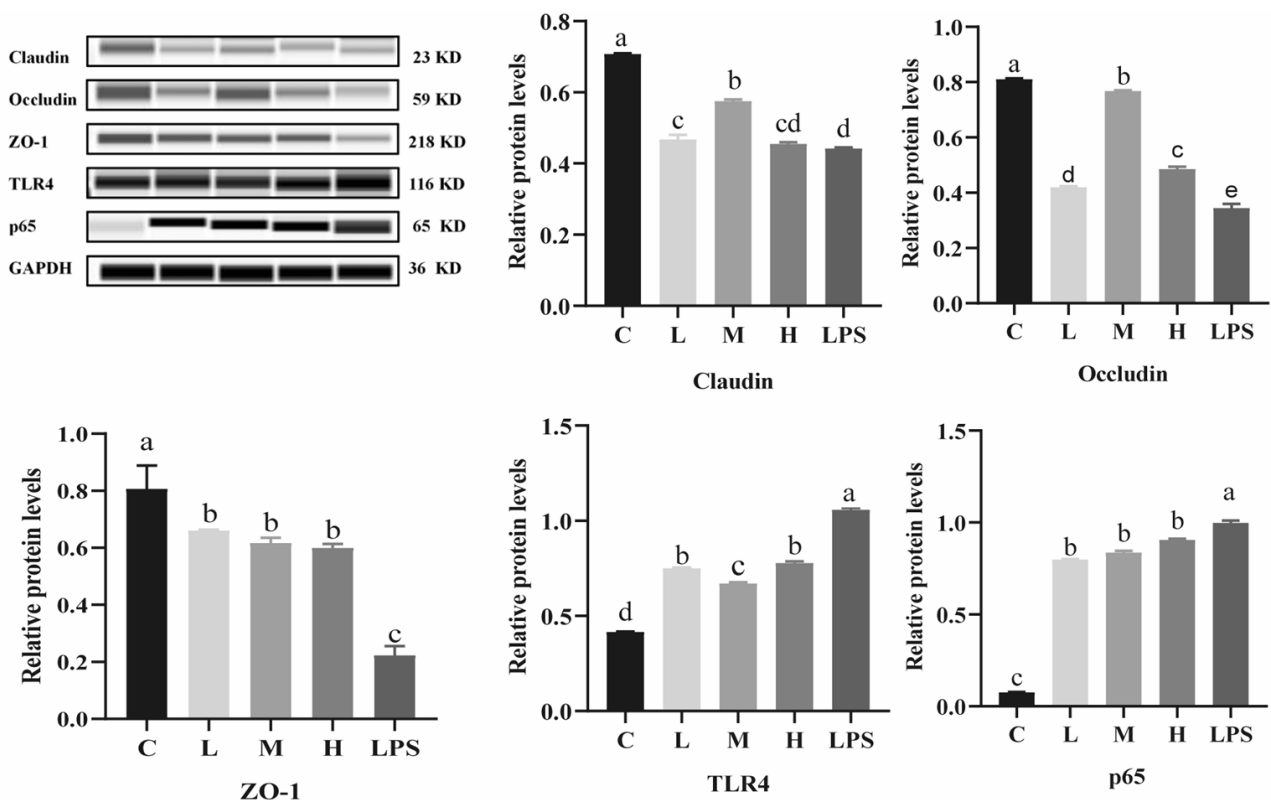 Claudin 23 KD
Occludin 59 KD
ZO-1 218 KD
TLR4 116 KD
p65 65 KD
GAPDH 36 KD
Relative protein levels
0.8
0.6
0.4
0.2
0.0
a
c
b
cd
d
C L M H LPS
Claudin
Relative protein levels
1.0
0.8
0.6
0.4
0.2
0.0
a
d
b
c
e
C L M H LPS
Occludin
Relative protein levels
1.0
0.8
0.6
0.4
0.2
0.0
a
b
b
b
c
C L M H LPS
ZO-1
Relative protein levels
1.5
1.0
0.5
0.0
d
b
c
b
a
C L M H LPS
TLR4
Relative protein levels
1.5
1.0
0.5
0.0
c
b
b
b
a
C L M H LPS
p65